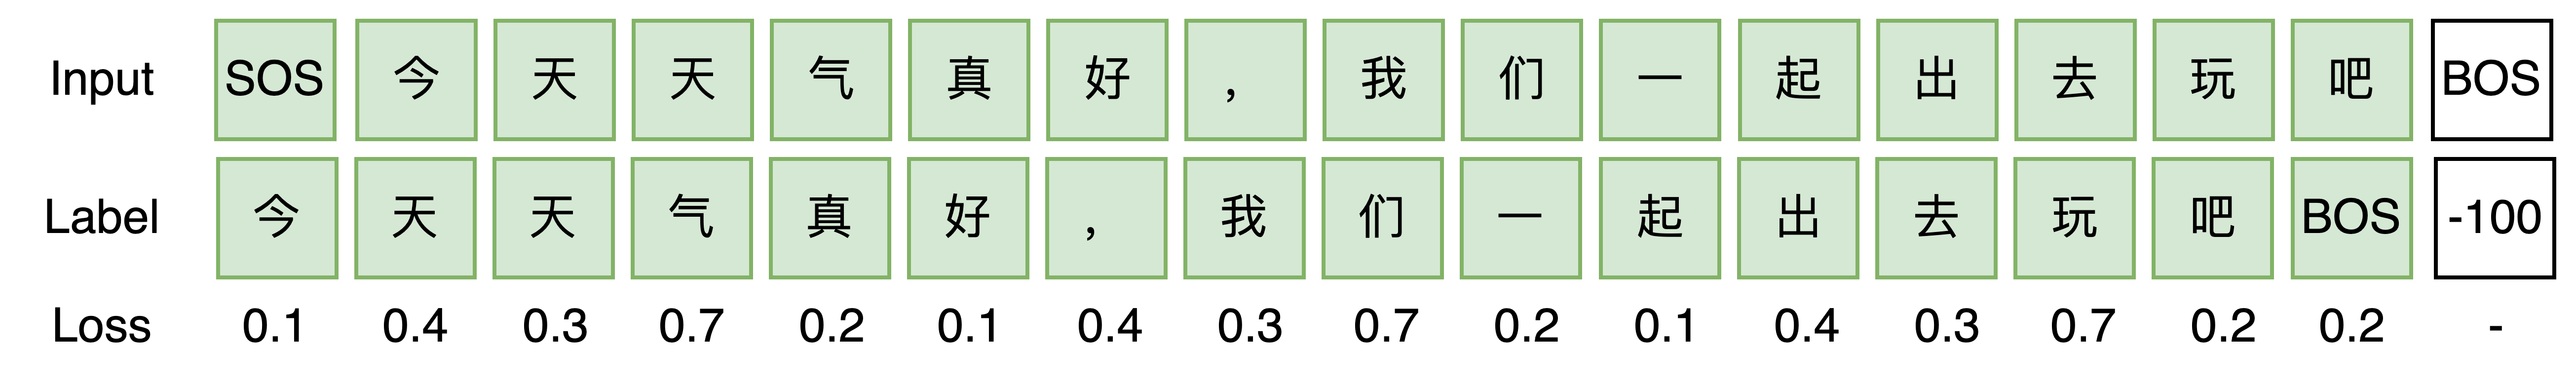 Input SOS 今 天 天 气 真 好 , 我 们 一 起 出 去 玩 吧 BOS
Label 今 天 天 气 真 好 , 我 们 一 起 出 去 玩 吧 BOS -100
Loss 0.1 0.4 0.3 0.7 0.2 0.1 0.4 0.3 0.7 0.2 0.1 0.4 0.3 0.7 0.2 0.2 -